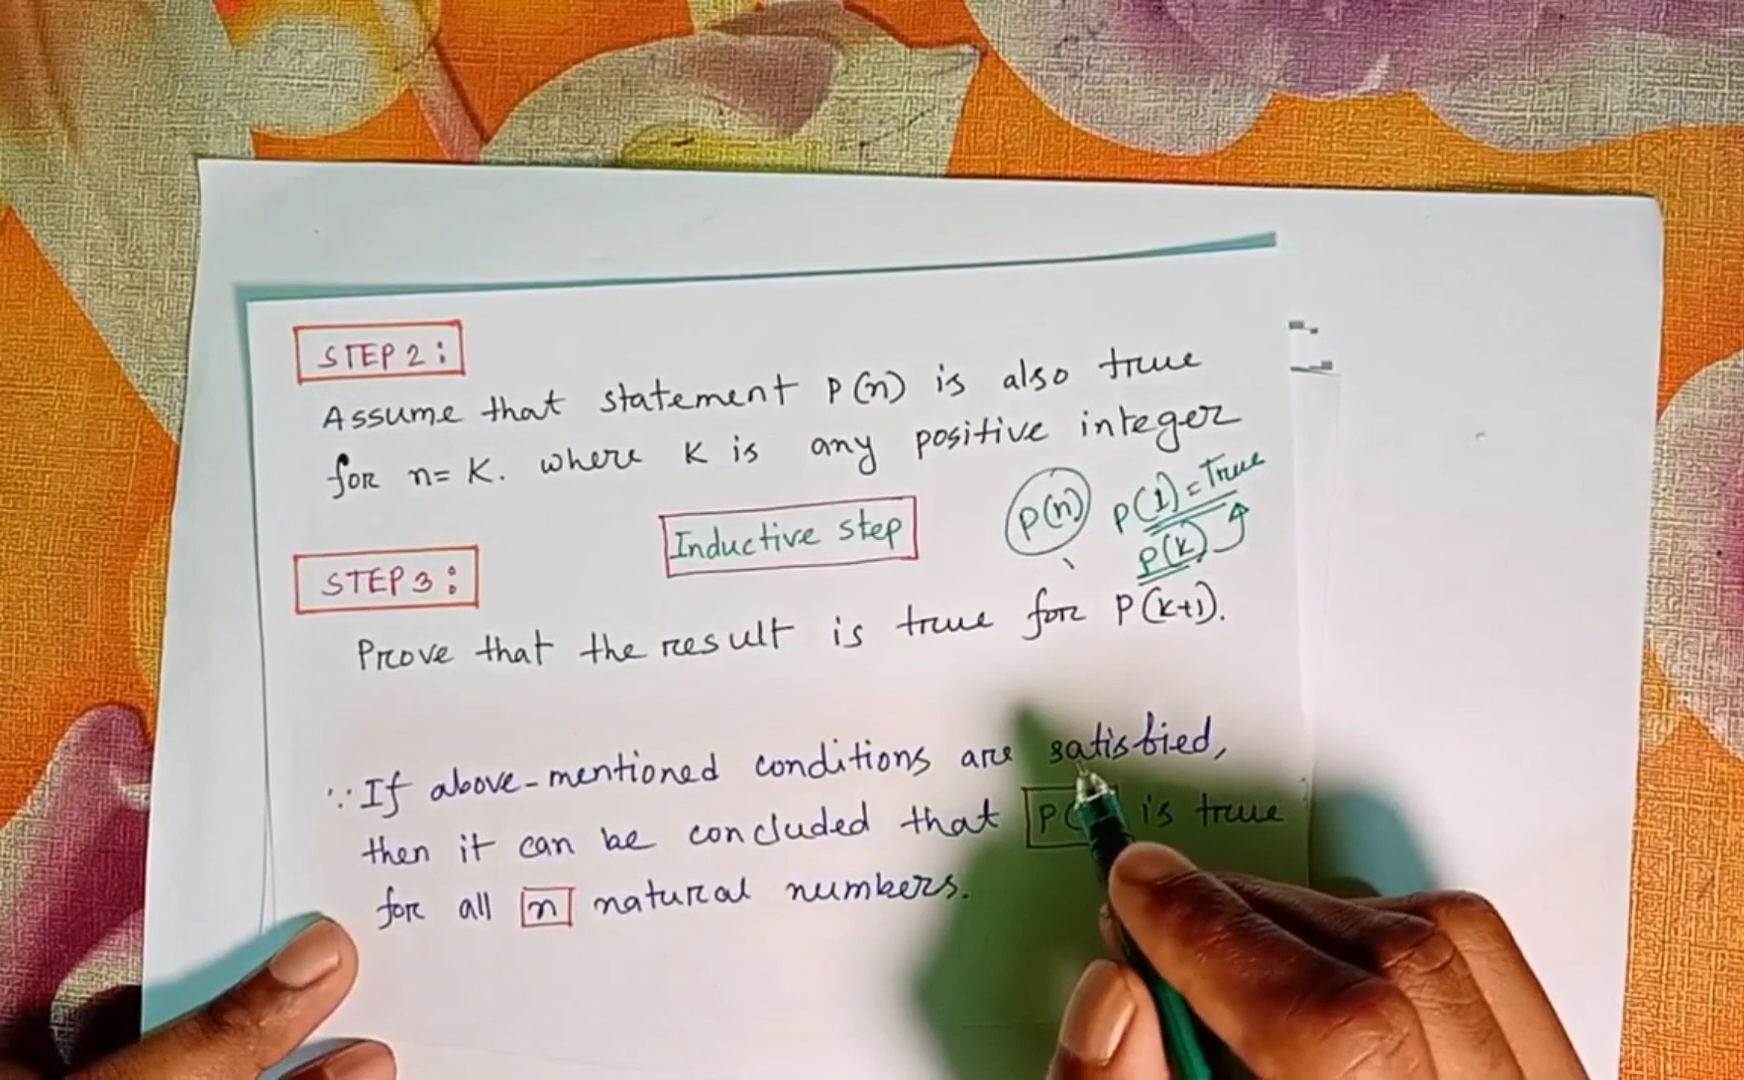 STEP 2:
Assume that statement P(n) is also true
for n= K. where K is any positive integer
P(n) P(1) = True
Inductive step
P(k)
STEP 3:
Prove that the result is true for P(k+1).
∵ If above-mentioned conditions are satisfied,
then it can be concluded that is true
for all n natural numbers.